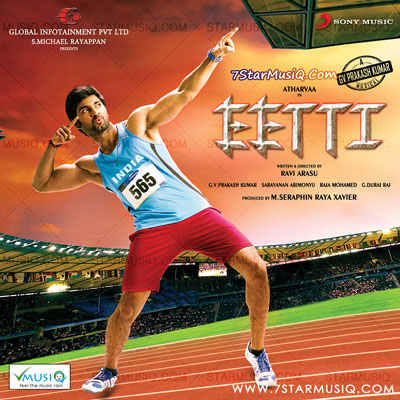 GLOBAL INFOTAINMENT PVT LTD
S.MICHAEL RAYAPPAN
PRESENTS
SONY MUSIC
7StarMusiQ.Com
GV PRAKASH KUMAR
MUSICAL
ATHARVAA
IN
EETTI
WRITTEN & DIRECTED BY
RAVI ARASU
G.V.PRAKASH KUMAR SARAVANAN ABIMONYU RAJA MOHAMED G.DURAI RAJ
PRODUCED BY M.SERAPHIN RAYA XAVIER
INDIA
565
VMUSIQ
feel the music rain
WWW.7STARMUSIQ.COM